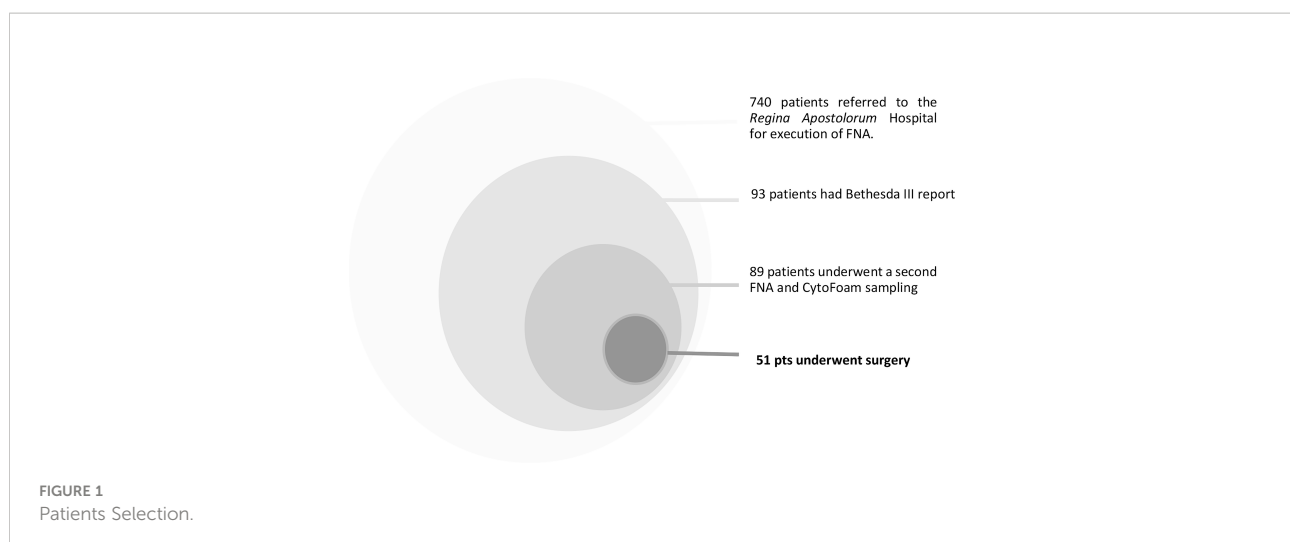 740 patients referred to the
Regina Apostolorum Hospital
for execution of FNA.
93 patients had Bethesda III report
89 patients underwent a second
FNA and CytoFoam sampling
51 pts underwent surgery
FIGURE 1
Patients Selection.